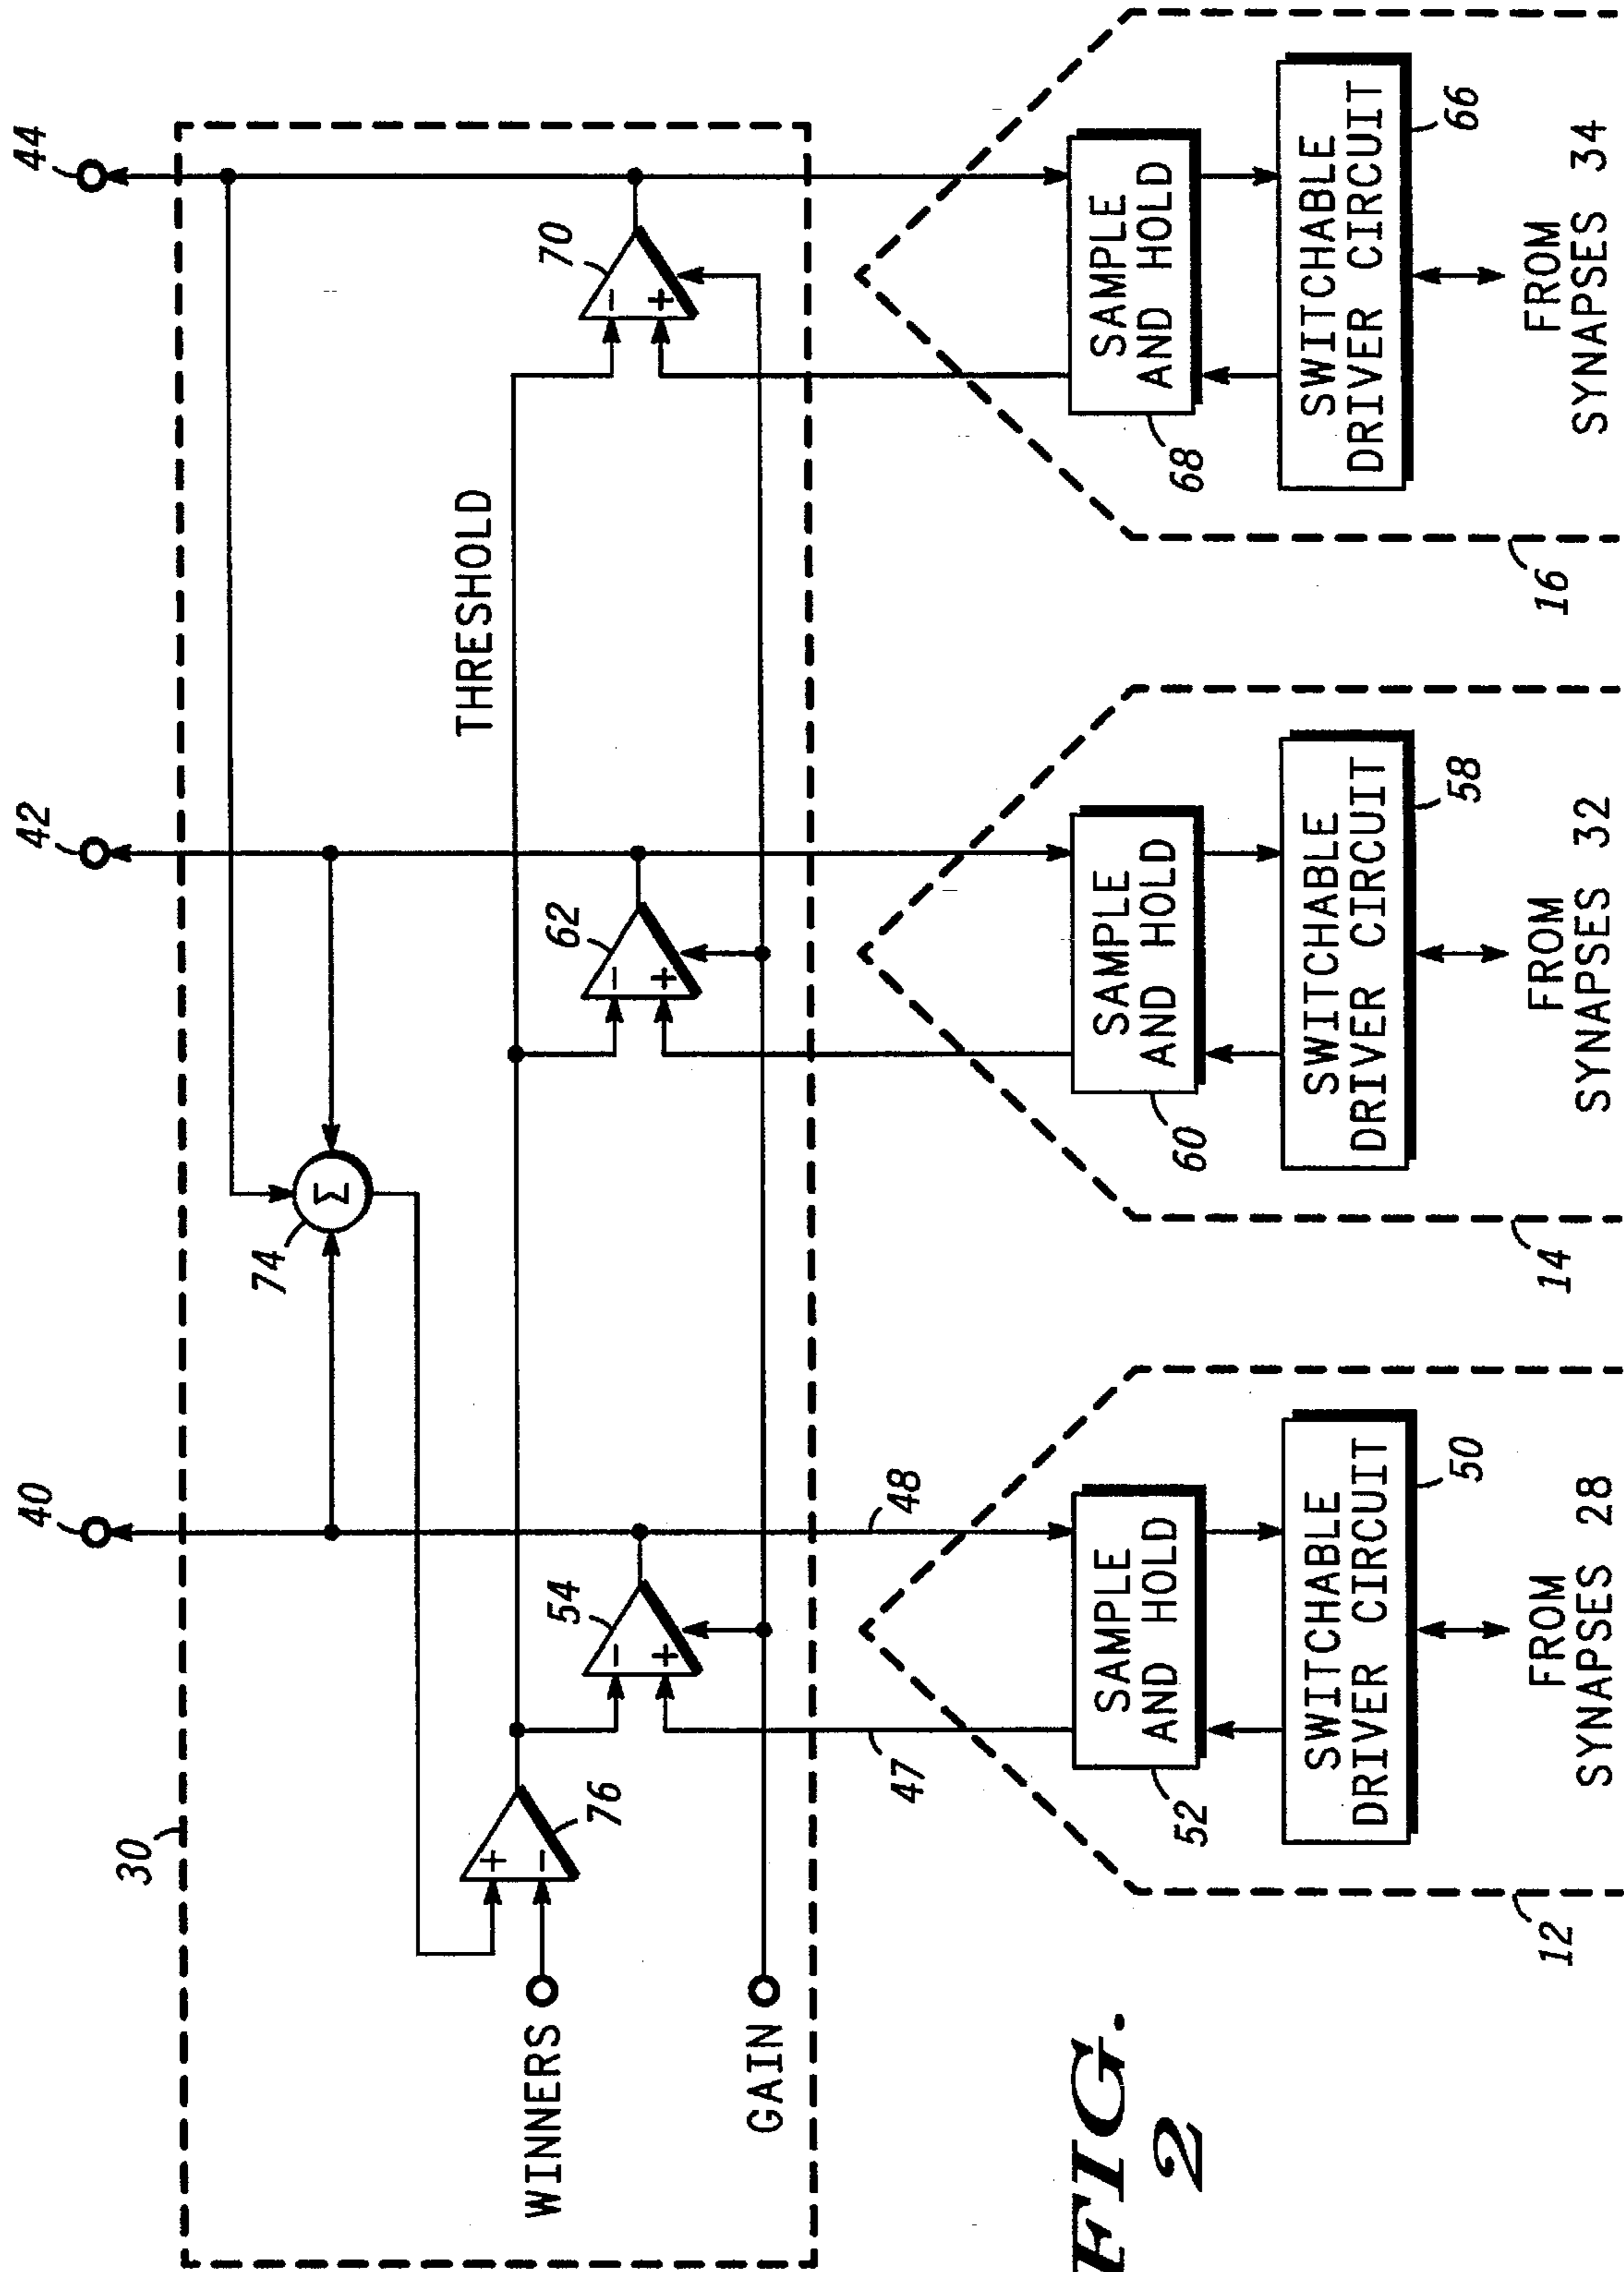 40
42
44
30
74
Σ
THRESHOLD
76
+
−
WINNERS
54
−
+
62
−
+
70
−
+
GAIN
47
48
52
SAMPLE
AND HOLD
60
SAMPLE
AND HOLD
68
SAMPLE
AND HOLD
SWITCHABLE
DRIVER CIRCUIT
50
SWITCHABLE
DRIVER CIRCUIT
58
SWITCHABLE
DRIVER CIRCUIT
66
12
FROM
SYNAPSES 28
14
FROM
SYNAPSES 32
16
FROM
SYNAPSES 34
FIG.
2